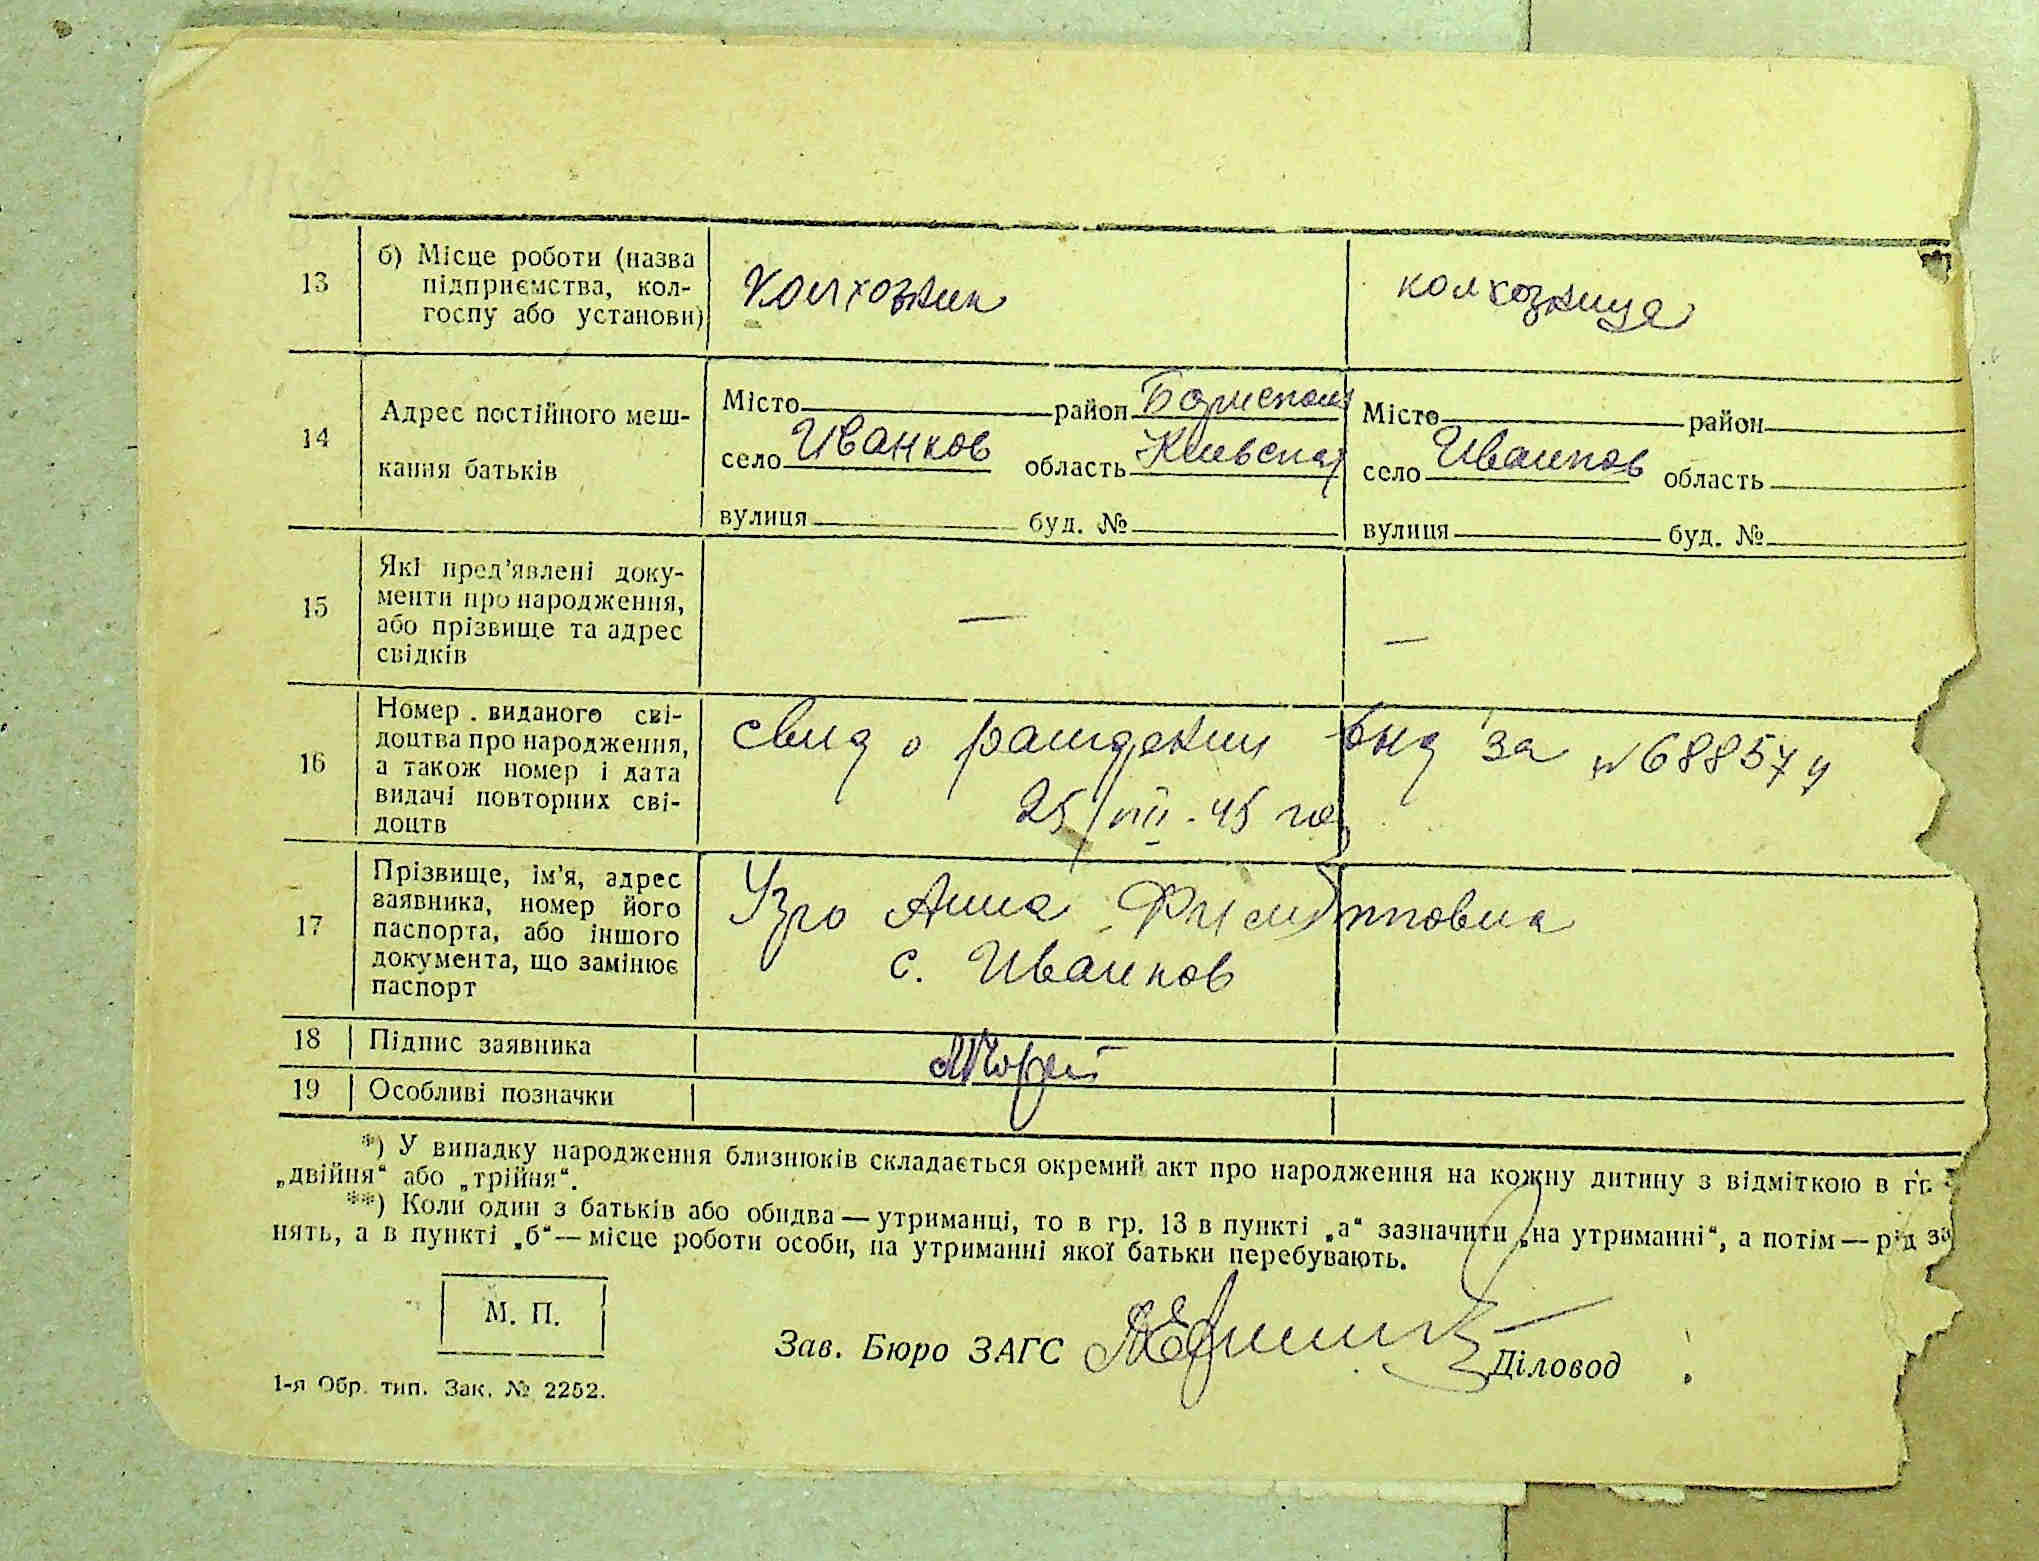 13
б) Місце роботи (назва
підприємства, кол-
госпу або установи)
колхозник
колхозница
14
Адрес постійного меш-
кання батьків
Місто район Борисполь
село Иванков область Киевская
вулиця буд. №
Місто район
село Иванков область
вулиця буд. №
15
Які пред’явлені доку-
менти про народження,
або прізвище та адрес
свідків
—
—
16
Номер виданого сві-
доцтва про народження,
а також номер і дата
видачі повторних сві-
доцтв
свид о рождении за №68857
25/VIII-45 год
17
Прізвище, ім’я, адрес
заявника, номер його
паспорта, або іншого
документа, що замінює
паспорт
Анна
с. Иванков
18 Підпис заявника
19 Особливі позначки
*) У випадку народження близнюків складається окремий акт про народження на кожну дитину з відміткою в гр.
„двійня“ або „трійня“.
**) Коли один з батьків або обидва — утриманці, то в гр. 13 в пункті „а“ зазначити „на утриманні“, а потім — рід за
нять, а в пункті „б“ — місце роботи особи, на утриманні якої батьки перебувають.
М. П.
Зав. Бюро ЗАГС Діловод
1-я Обр. тип. Зак. № 2252.